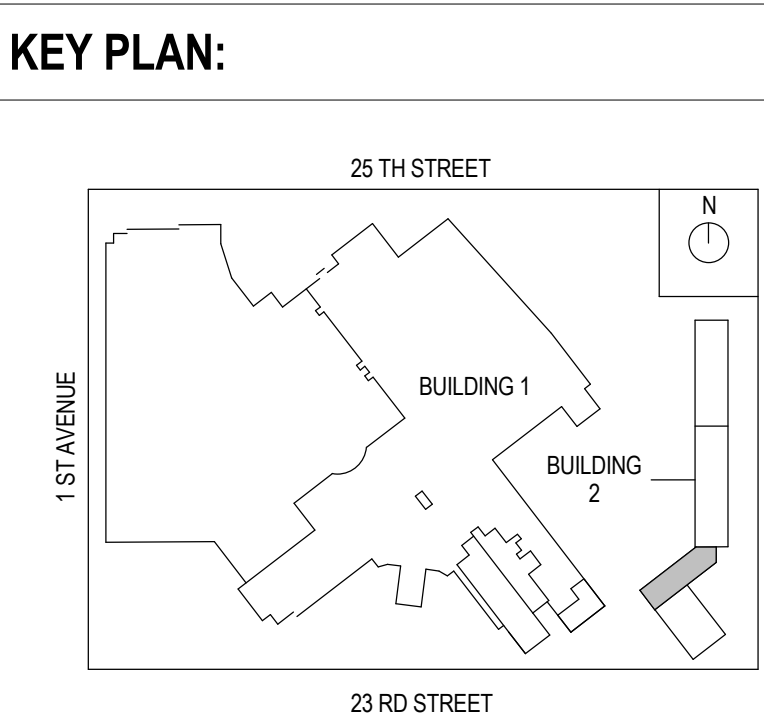 KEY PLAN:
25 TH STREET
N
1 ST AVENUE
BUILDING 1
BUILDING
2
23 RD STREET